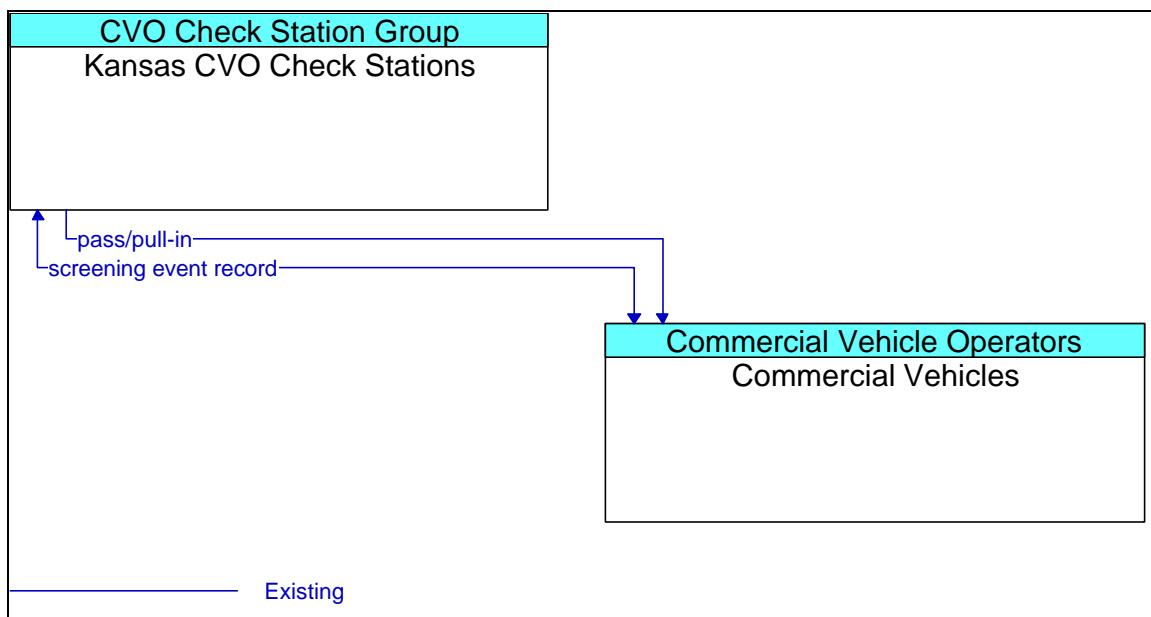 CVO Check Station Group
Kansas CVO Check Stations
pass/pull-in
screening event record
Commercial Vehicle Operators
Commercial Vehicles
Existing